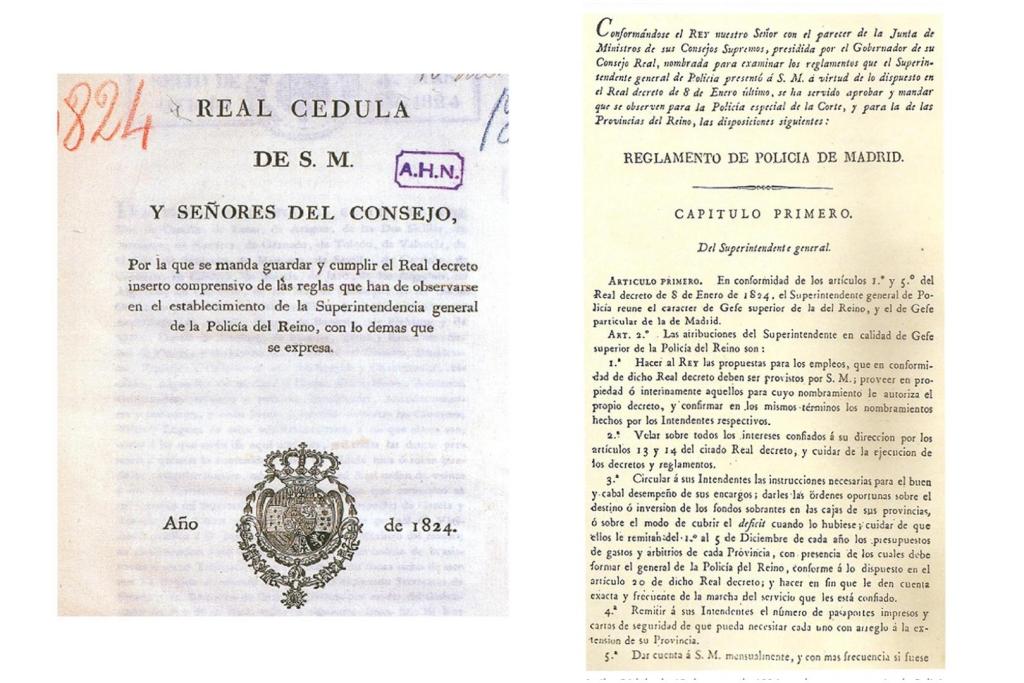 1824
REAL CEDULA
DE S. M.
A.H.N.
Y SEÑORES DEL CONSEJO,
Por la que se manda guardar y cumplir el Real decreto
inserto comprensivo de las reglas que han de observarse
en el establecimiento de la Superintendencia general
de la Policía del Reino, con lo demas que
se expresa.
Año de 1824.
Conformándose el REY nuestro Señor con el parecer de la Junta de
Ministros de sus Consejos Supremos, presidida por el Gobernador de su
Consejo Real, nombrada para examinar los reglamentos que el Superin-
tendente general de Policía presentó á S. M. á virtud de lo dispuesto en
el Real decreto de 8 de Enero último, se ha servido aprobar y mandar
que se observen para la Policía especial de la Corte, y para la de las
Provincias del Reino, las disposiciones siguientes:
REGLAMENTO DE POLICIA DE MADRID.
CAPITULO PRIMERO.
Del Superintendente general.
ARTICULO PRIMERO. En conformidad de los artículos 1.º y 5.º del
Real decreto de 8 de Enero de 1824, el Superintendente general de Po-
licía reune el caracter de Gefe superior de la del Reino, y el de Gefe
particular de la de Madrid.
ART. 2.º Las atribuciones del Superintendente en calidad de Gefe
superior de la Policía del Reino son:
1.ª Hacer al REY las propuestas para los empleos, que en conformi-
dad de dicho Real decreto deben ser provistos por S. M.; proveer en pro-
piedad ó interinamente aquellos para cuyo nombramiento le autoriza el
propio decreto, y confirmar en los mismos términos los nombramientos
hechos por los Intendentes respectivos.
2.ª Velar sobre todos los intereses confiados á su direccion por los
artículos 13 y 14 del citado Real decreto, y cuidar de la ejecucion de
los decretos y reglamentos.
3.ª Circular á sus Intendentes las instrucciones necesarias para el buen
y cabal desempeño de sus encargos; darles las órdenes oportunas sobre el
destino ó inversion de los fondos sobrantes en las cajas de sus provincias,
ó sobre el modo de cubrir el deficit cuando lo hubiese; cuidar de que
ellos le remitan del 1.º al 5 de Diciembre de cada año los presupuestos
de gastos y arbitrios de cada Provincia, con presencia de los cuales debe
formar el general de la Policía del Reino, conforme á lo dispuesto en el
artículo 20 de dicho Real decreto; y hacer en fin que le den cuenta
exacta y frecuente de la marcha del servicio que les está confiado.
4.ª Remitir á sus Intendentes el número de pasaportes impresos y
cartas de seguridad de que pueda necesitar cada uno con arreglo á la ex-
tension de su Provincia.
5.ª Dar cuenta á S. M. mensualmente, y con mas frecuencia si fuese